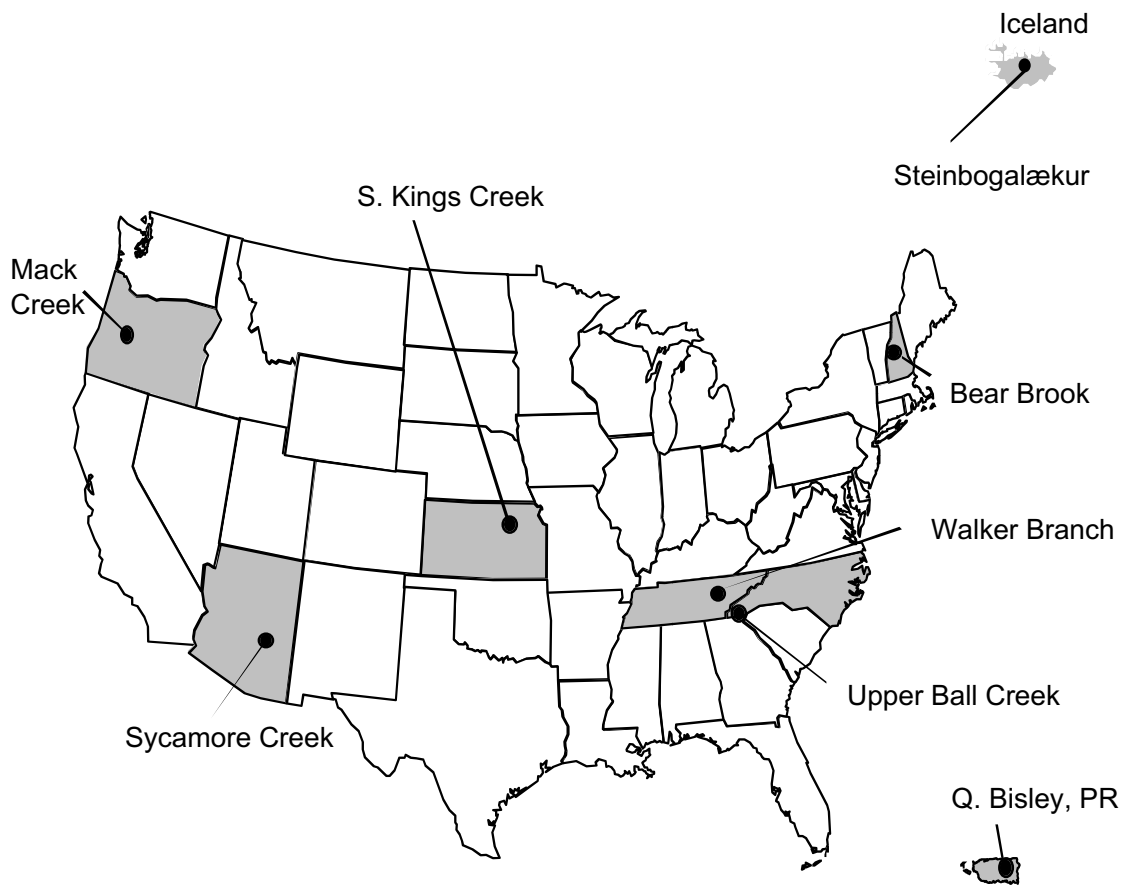 Iceland
Steinbogalækur
S. Kings Creek
Mack
Creek
Bear Brook
Walker Branch
Upper Ball Creek
Sycamore Creek
Q. Bisley, PR